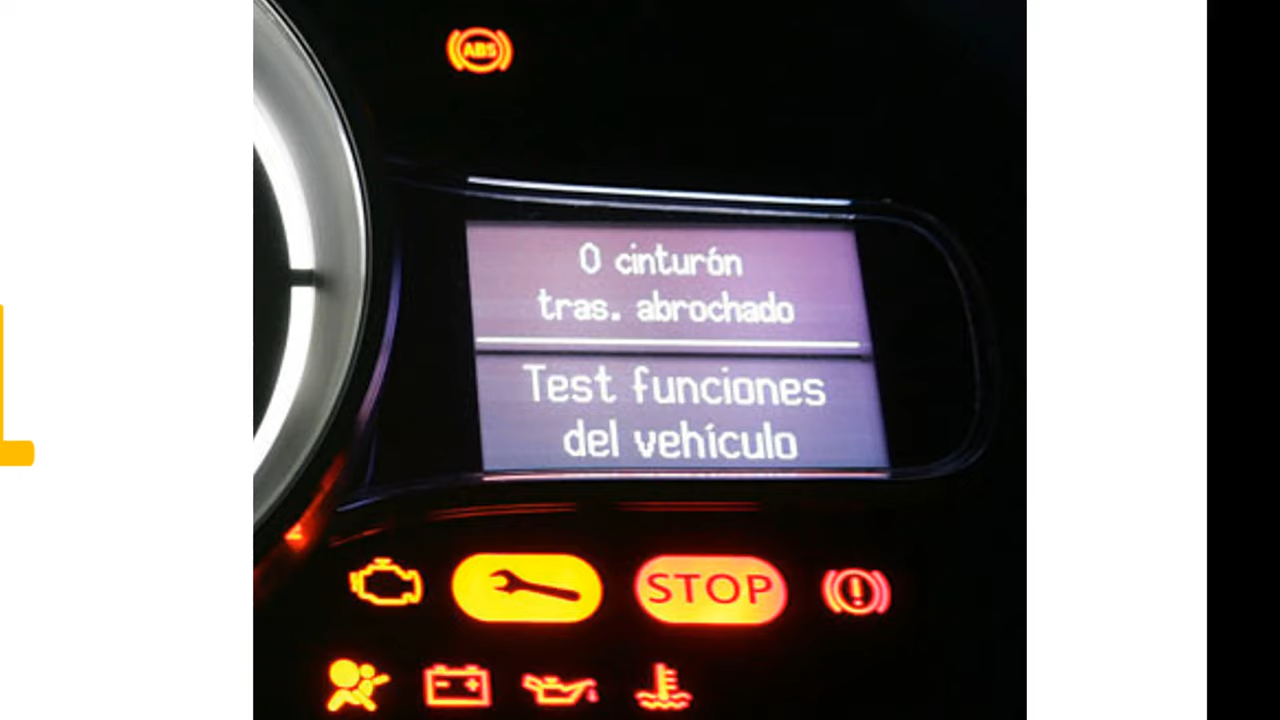 ABS
0 cinturón
tras. abrochado
Test funciones
del vehículo
STOP